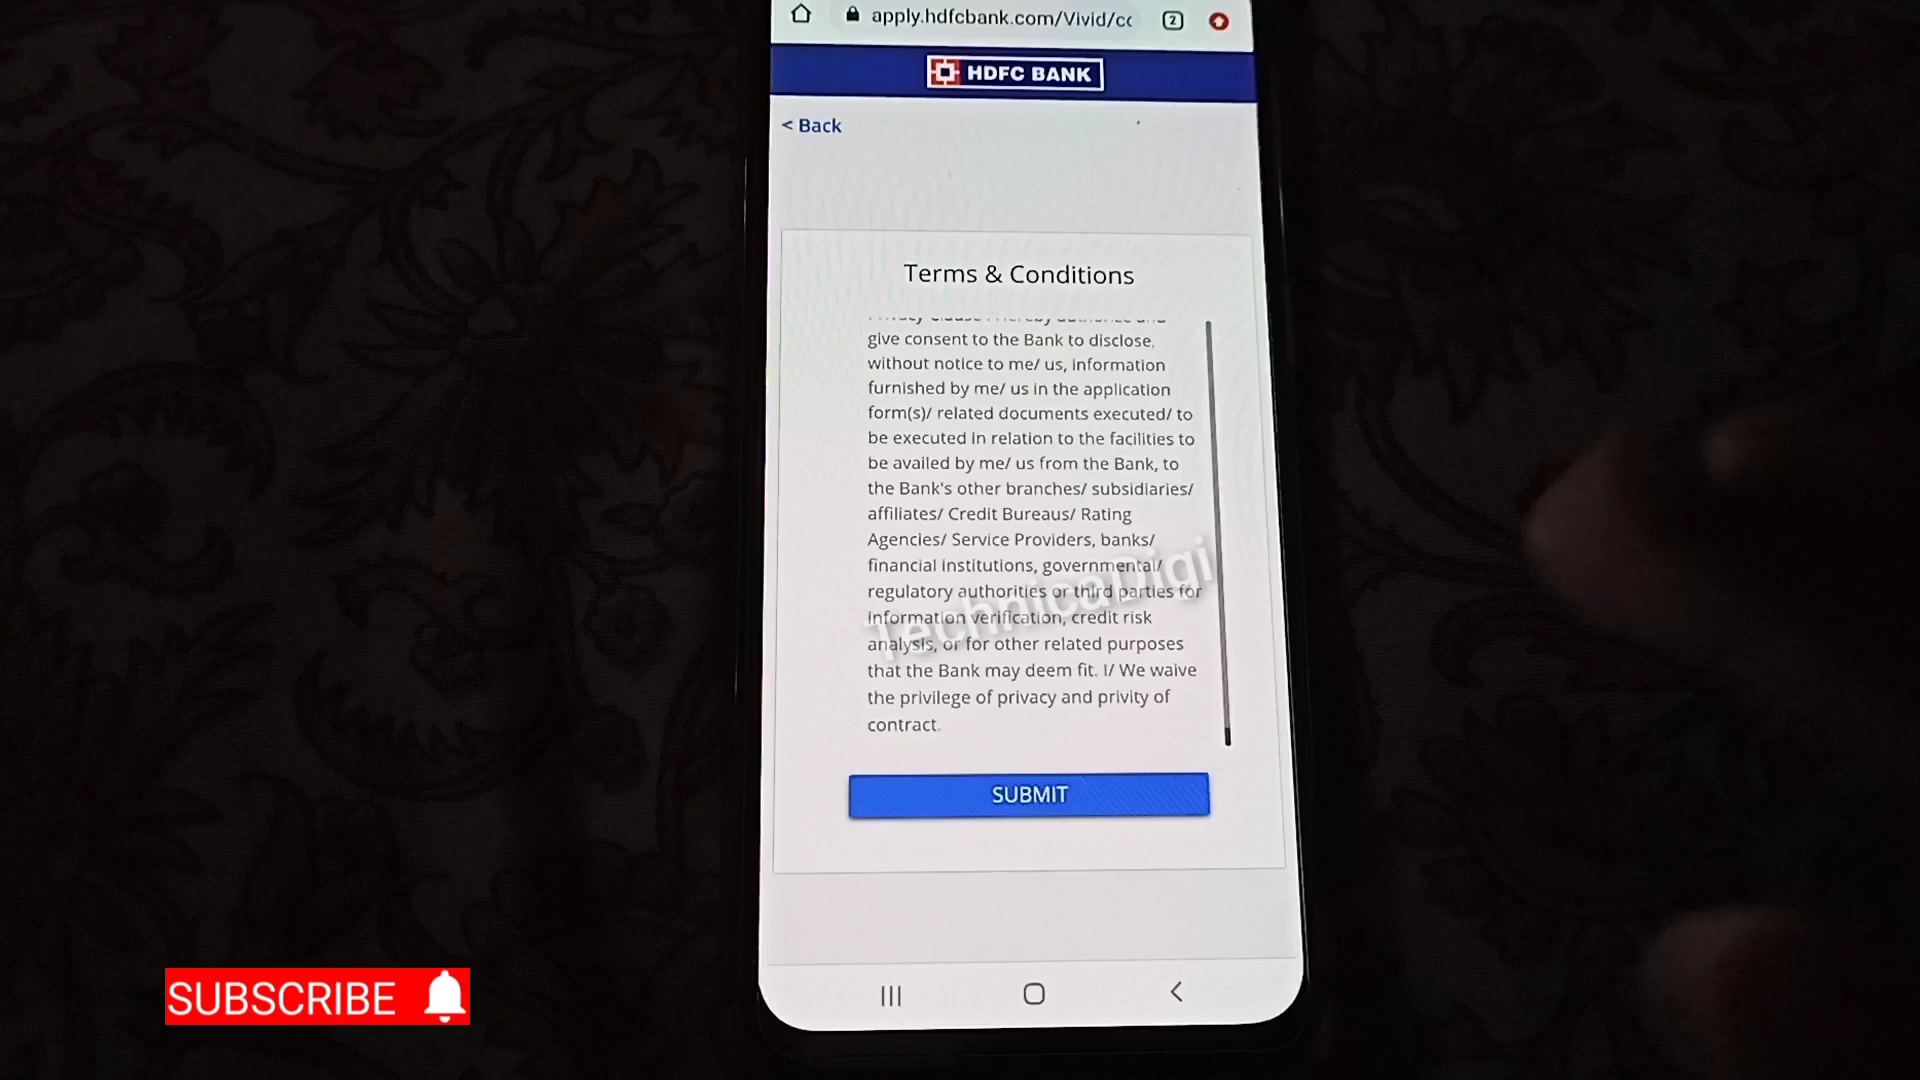 apply.hdfcbank.com/Vivid/cc
2
HDFC BANK
< Back
Terms & Conditions
give consent to the Bank to disclose,
without notice to me/ us, information
furnished by me/ us in the application
form(s)/ related documents executed/ to
be executed in relation to the facilities to
be availed by me/ us from the Bank, to
the Bank's other branches/ subsidiaries/
affiliates/ Credit Bureaus/ Rating
Agencies/ Service Providers, banks/
financial institutions, governmental/
regulatory authorities or third parties for
information verification, credit risk
analysis, or for other related purposes
that the Bank may deem fit. I/ We waive
the privilege of privacy and privity of
contract.
TechnicaDigi
SUBMIT
SUBSCRIBE